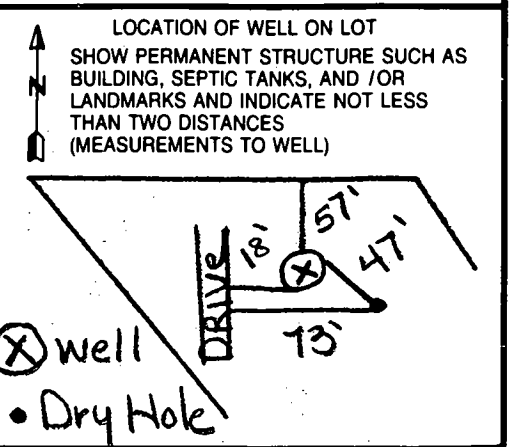 LOCATION OF WELL ON LOT
SHOW PERMANENT STRUCTURE SUCH AS
N BUILDING, SEPTIC TANKS, AND /OR
LANDMARKS AND INDICATE NOT LESS
THAN TWO DISTANCES
(MEASUREMENTS TO WELL)
57'
18'
47'
X
DRIVE
73'
X well
• Dry Hole